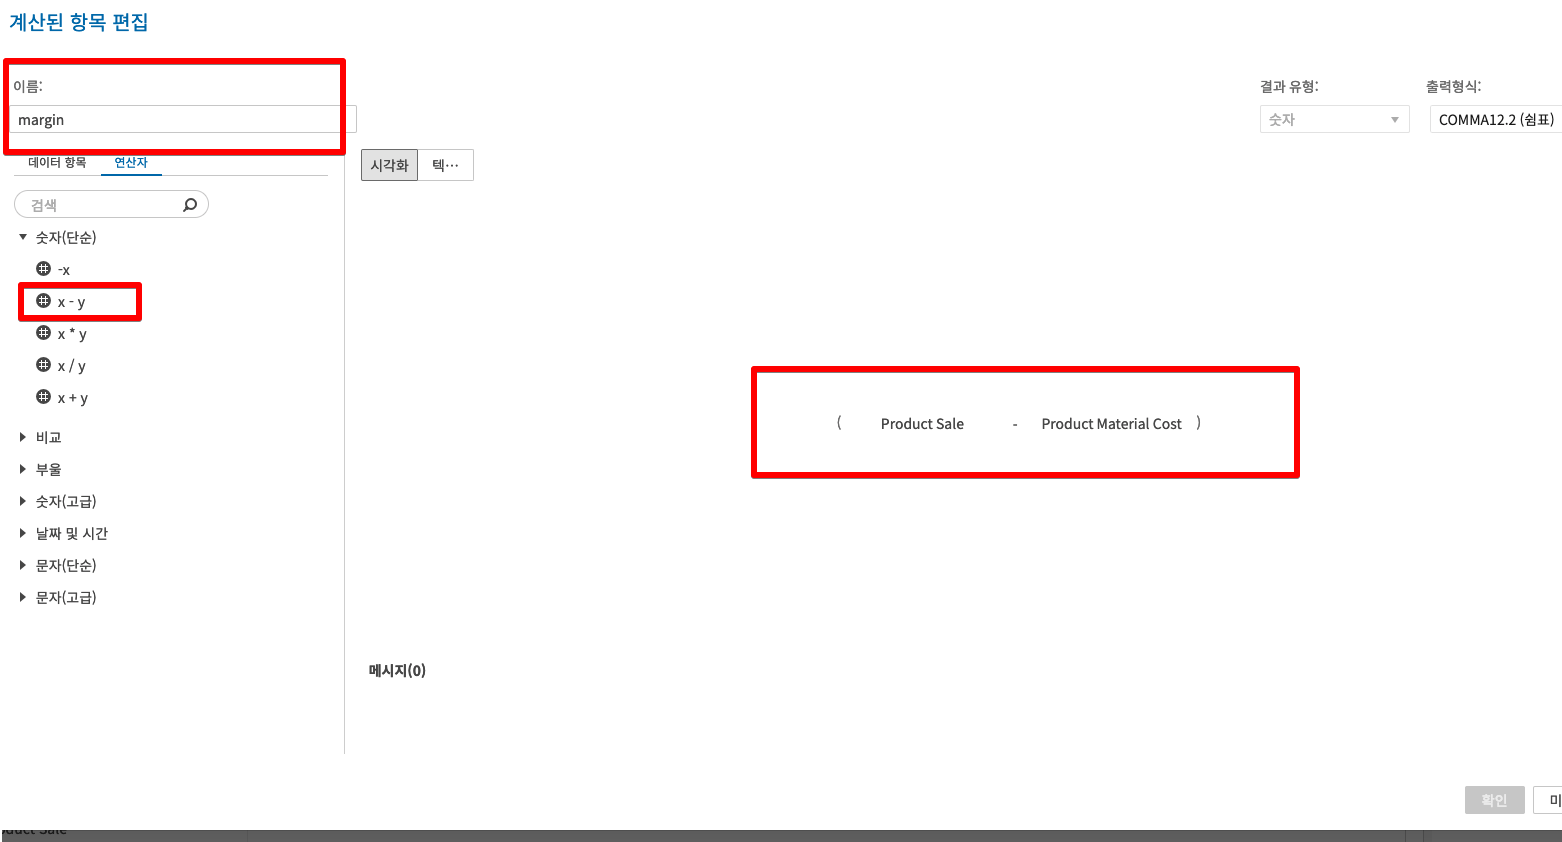 계산된 항목 편집
이름:
결과 유형:
출력형식:
margin
숫자
COMMA12.2 (쉼표)
데이터 항목
연산자
시각화
텍…
검색
숫자(단순)
-x
x - y
x * y
x / y
x + y
( Product Sale - Product Material Cost )
비교
부울
숫자(고급)
날짜 및 시간
문자(단순)
문자(고급)
메시지(0)
확인